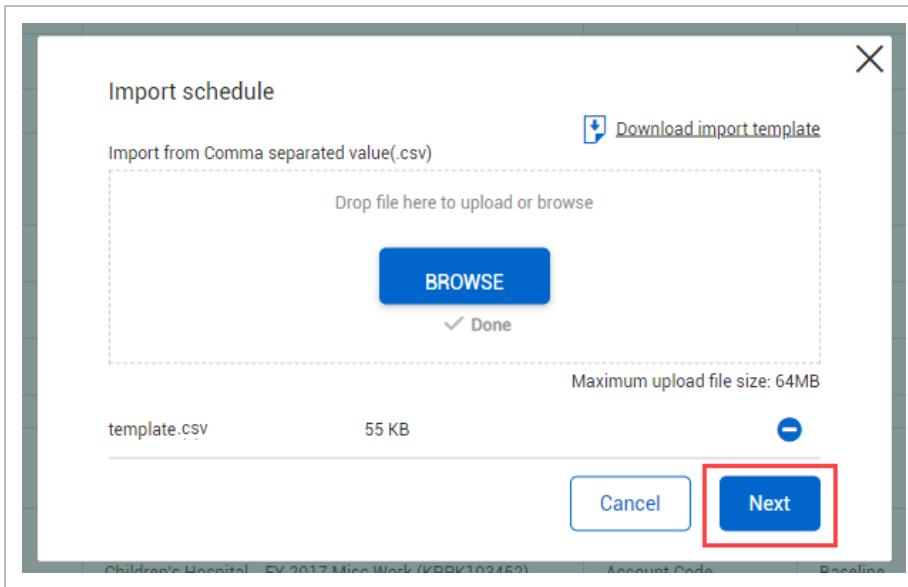 Import schedule
Download import template
Import from Comma separated value(.csv)
Drop file here to upload or browse
BROWSE
Done
Maximum upload file size: 64MB
template.csv 55 KB
Cancel Next
Children's Hospital - FY 2017 Misc Work (KPRK103452) Account Code Baseline